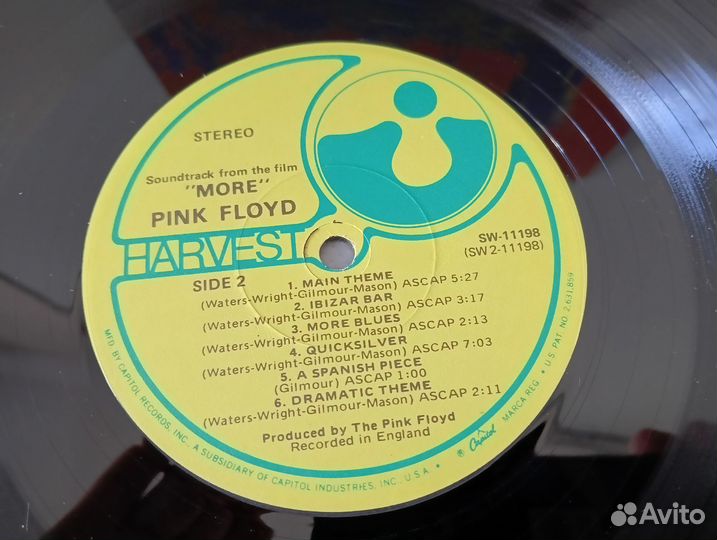 STEREO
Soundtrack from the film
"MORE"
PINK FLOYD
HARVEST
SW-11198
(SW2-11198)
SIDE 2
1. MAIN THEME
(Waters-Wright-Gilmour-Mason) ASCAP 5:27
2. IBIZAR BAR
(Waters-Wright-Gilmour-Mason) ASCAP 3:17
3. MORE BLUES
(Waters-Wright-Gilmour-Mason) ASCAP 2:13
4. QUICKSILVER
(Waters-Wright-Gilmour-Mason) ASCAP 7:03
5. A SPANISH PIECE
(Gilmour) ASCAP 1:00
6. DRAMATIC THEME
(Waters-Wright-Gilmour-Mason) ASCAP 2:11
Produced by The Pink Floyd
Recorded in England
MFD. BY CAPITOL RECORDS, INC. A SUBSIDIARY OF CAPITOL INDUSTRIES, INC., U.S.A. • Capitol MARCA REG. • U.S. PAT. NO. 2,631,859
Avito